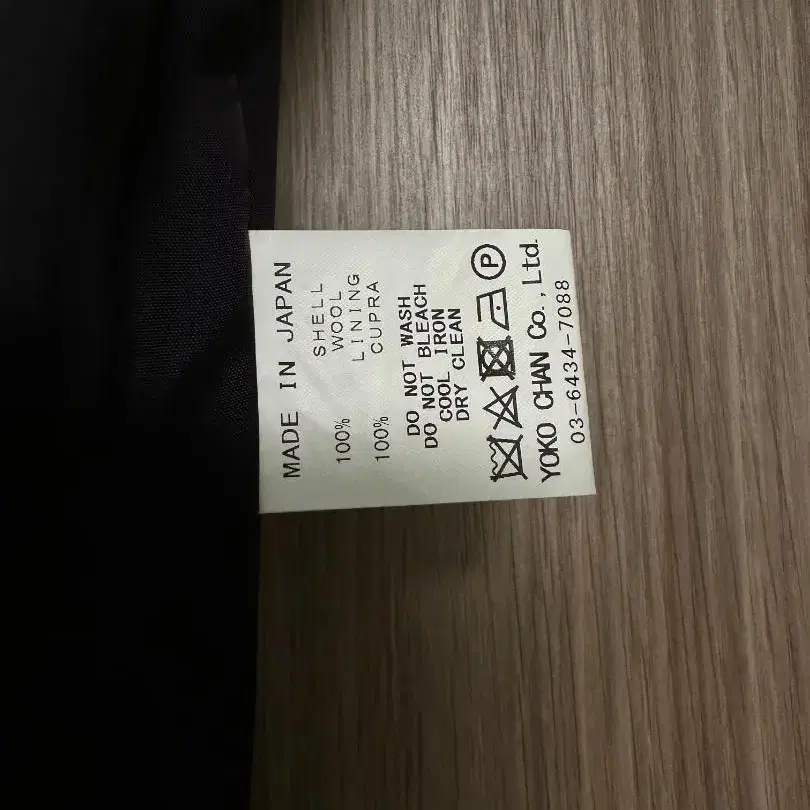 MADE IN JAPAN
SHELL
100% WOOL
LINING
100% CUPRA
DO NOT WASH
DO NOT BLEACH
COOL IRON
DRY CLEAN
P
YOKO CHAN Co., Ltd.
03-6434-7088